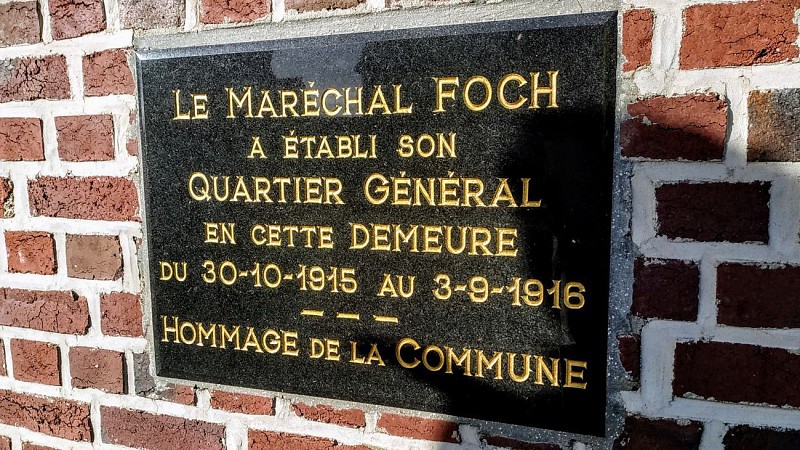 Le Maréchal FOCH
a établi son
Quartier Général
en cette Demeure
du 30-10-1915 au 3-9-1916
— — —
Hommage de la Commune